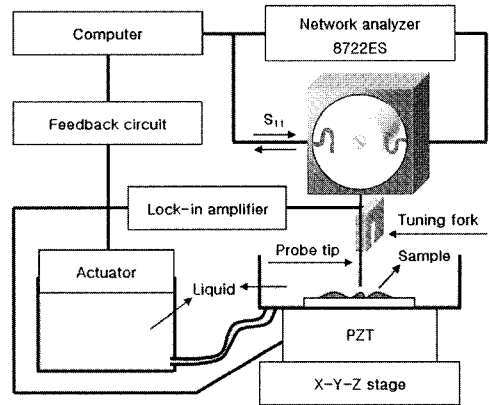 Computer
Network analyzer
8722ES
Feedback circuit
S11
Lock-in amplifier
Tuning fork
Actuator
Probe tip
Sample
Liquid
PZT
X-Y-Z stage